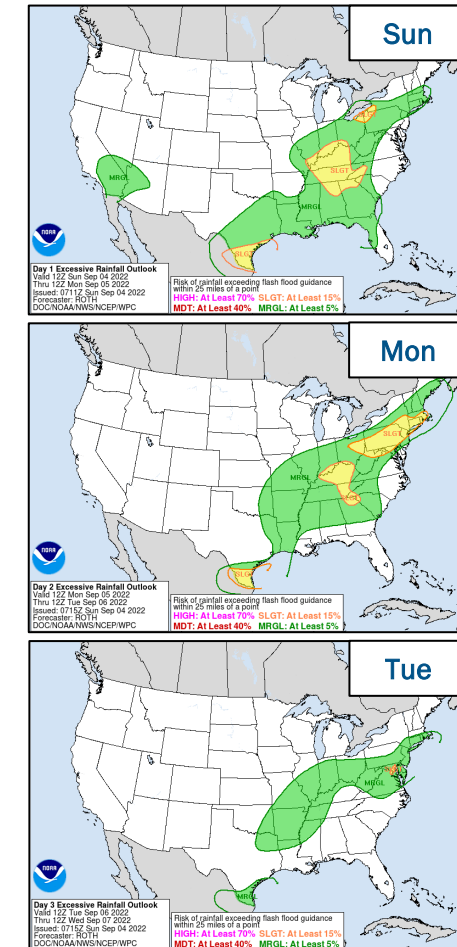 Sun
SLGT
SLGT
MRGL
MRGL
SLGT
NOAA
Day 1 Excessive Rainfall Outlook
Valid 12Z Sun Sep 04 2022
Thru 12Z Mon Sep 05 2022
Issued: 0711Z Sun Sep 04 2022
Forecaster: ROTH
DOC/NOAA/NWS/NCEP/WPC
Risk of rainfall exceeding flash flood guidance
within 25 miles of a point
HIGH: At Least 70% SLGT: At Least 15%
MDT: At Least 40% MRGL: At Least 5%
Mon
SLGT
MRGL
SLGT
NOAA
Day 2 Excessive Rainfall Outlook
Valid 12Z Mon Sep 05 2022
Thru 12Z Tue Sep 06 2022
Issued: 0715Z Sun Sep 04 2022
Forecaster: ROTH
DOC/NOAA/NWS/NCEP/WPC
Risk of rainfall exceeding flash flood guidance
within 25 miles of a point
HIGH: At Least 70% SLGT: At Least 15%
MDT: At Least 40% MRGL: At Least 5%
Tue
MRGL
MRGL
NOAA
Day 3 Excessive Rainfall Outlook
Valid 12Z Tue Sep 06 2022
Thru 12Z Wed Sep 07 2022
Issued: 0715Z Sun Sep 04 2022
Forecaster: ROTH
DOC/NOAA/NWS/NCEP/WPC
Risk of rainfall exceeding flash flood guidance
within 25 miles of a point
HIGH: At Least 70% SLGT: At Least 15%
MDT: At Least 40% MRGL: At Least 5%